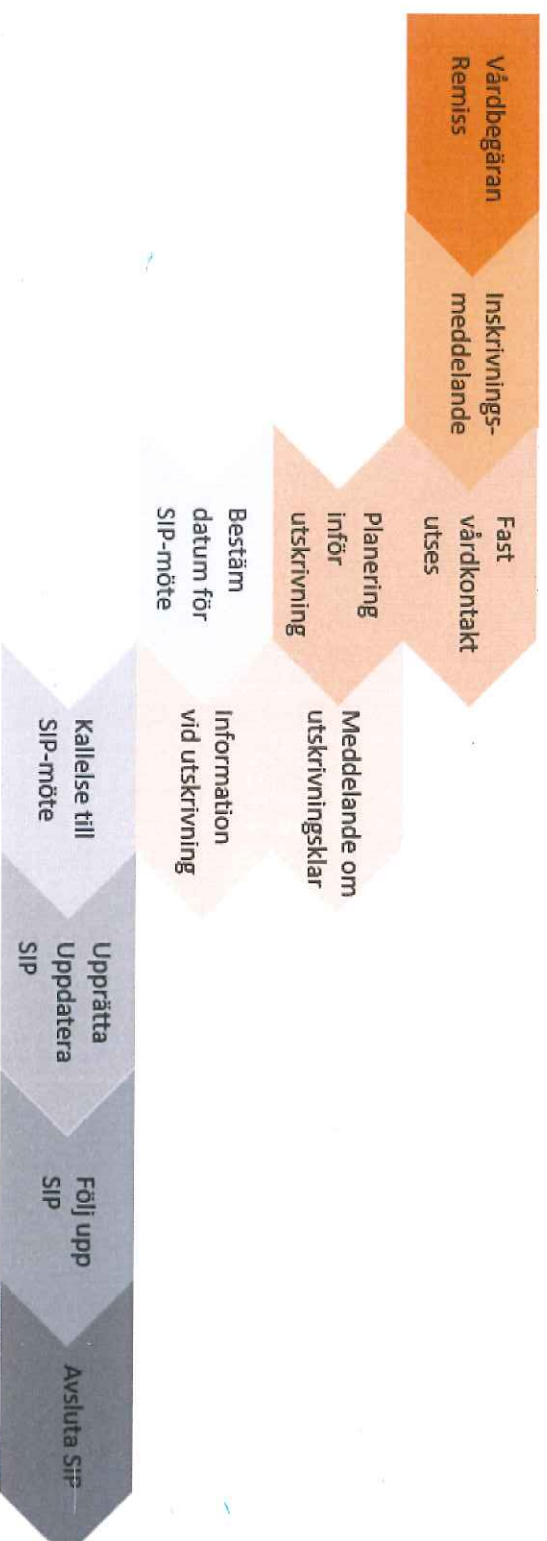 Vårdbegäran
Remiss
Inskrivnings-
meddelande
Fast
vårdkontakt
utses
Planering
inför
utskrivning
Meddelande om
utskrivningsklar
Bestäm
datum för
SIP-möte
Information
vid utskrivning
Kallelse till
SIP-möte
Upprätta
Uppdatera
SIP
Följ upp
SIP
Avsluta SIP